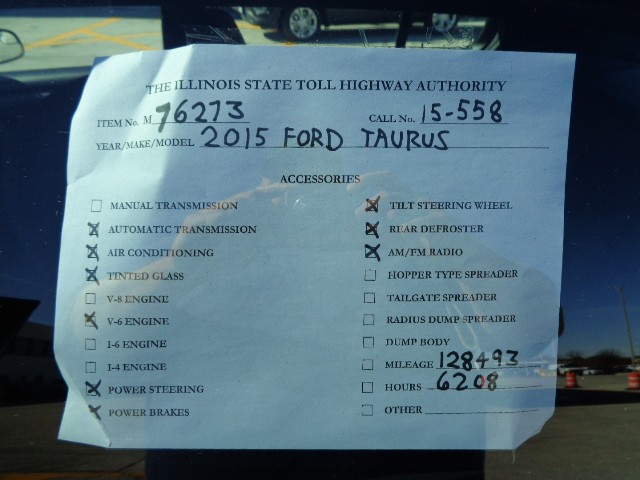 THE ILLINOIS STATE TOLL HIGHWAY AUTHORITY
ITEM No. M 76273 CALL No. 15-558
YEAR/MAKE/MODEL 2015 FORD TAURUS
ACCESSORIES
MANUAL TRANSMISSION
AUTOMATIC TRANSMISSION
AIR CONDITIONING
TINTED GLASS
V-8 ENGINE
V-6 ENGINE
I-6 ENGINE
I-4 ENGINE
POWER STEERING
POWER BRAKES
TILT STEERING WHEEL
REAR DEFROSTER
AM/FM RADIO
HOPPER TYPE SPREADER
TAILGATE SPREADER
RADIUS DUMP SPREADER
DUMP BODY
MILEAGE 128493
HOURS 6208
OTHER